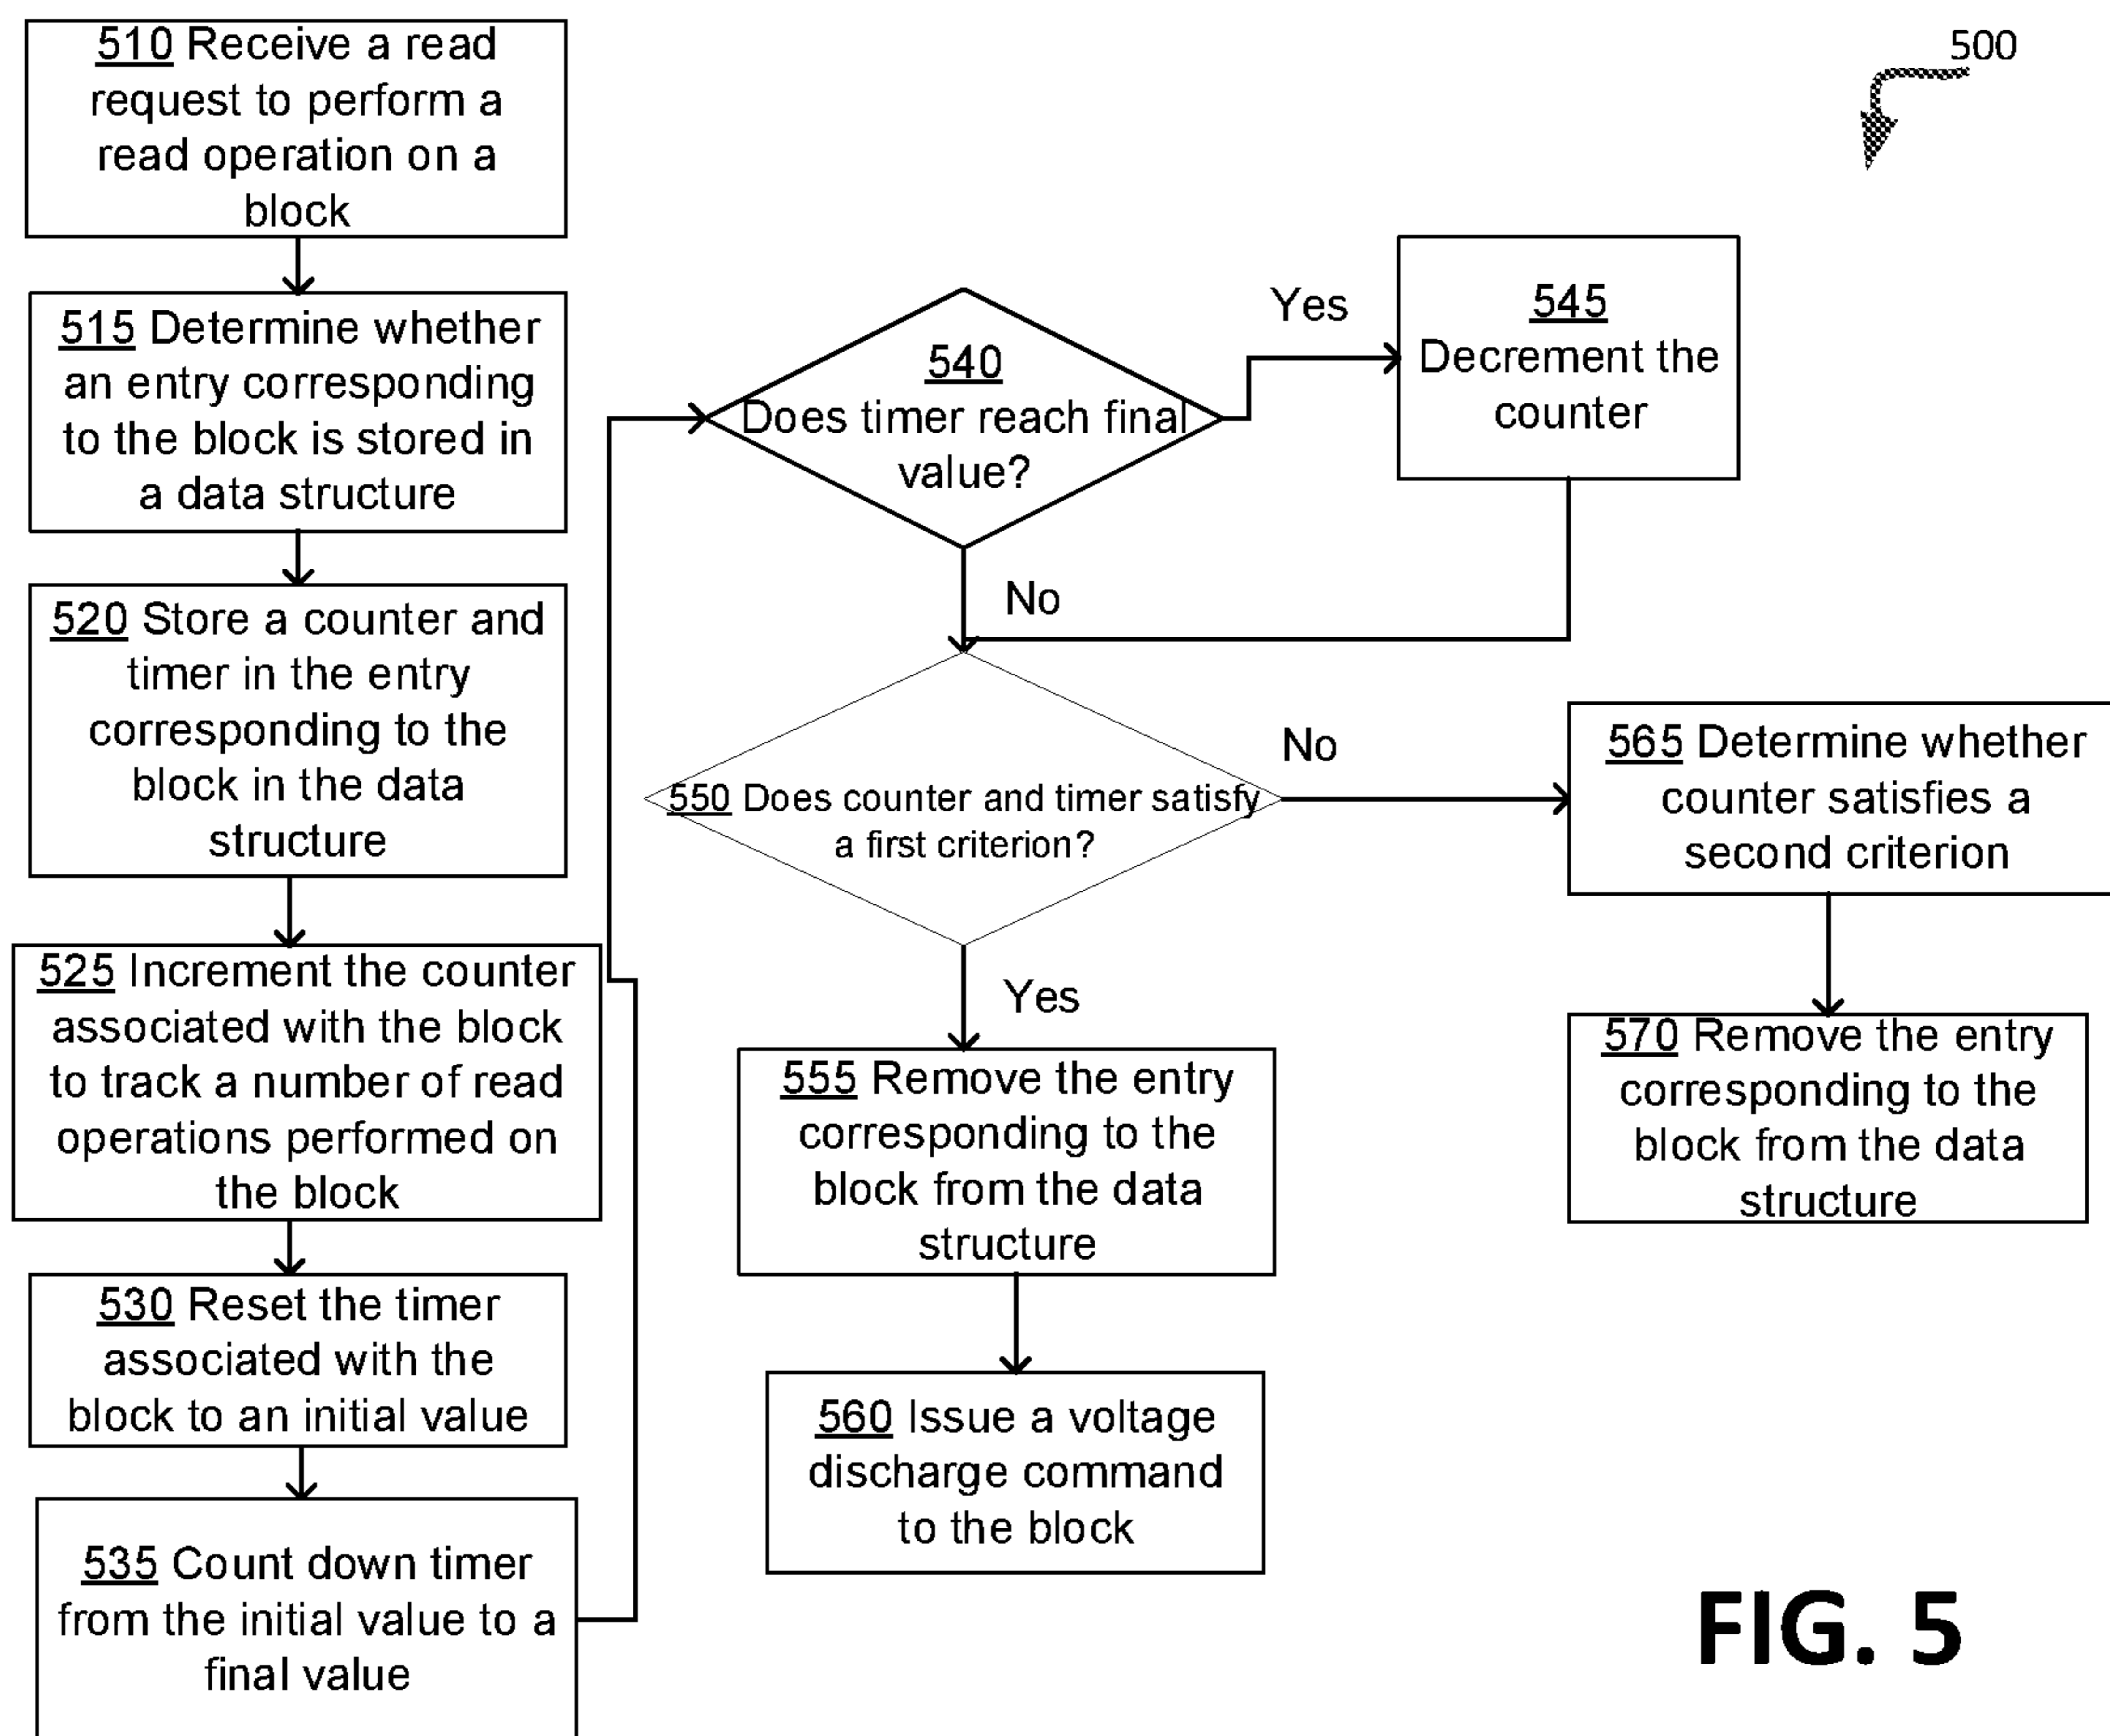 500
510 Receive a read
request to perform a
read operation on a
block
515 Determine whether
an entry corresponding
to the block is stored in
a data structure
520 Store a counter and
timer in the entry
corresponding to the
block in the data
structure
525 Increment the counter
associated with the block
to track a number of read
operations performed on
the block
530 Reset the timer
associated with the
block to an initial value
535 Count down timer
from the initial value to a
final value
540
Does timer reach final
value?
Yes
545
Decrement the
counter
No
550 Does counter and timer satisfy
a first criterion?
Yes
555 Remove the entry
corresponding to the
block from the data
structure
560 Issue a voltage
discharge command
to the block
No
565 Determine whether
counter satisfies a
second criterion
570 Remove the entry
corresponding to the
block from the data
structure
FIG. 5